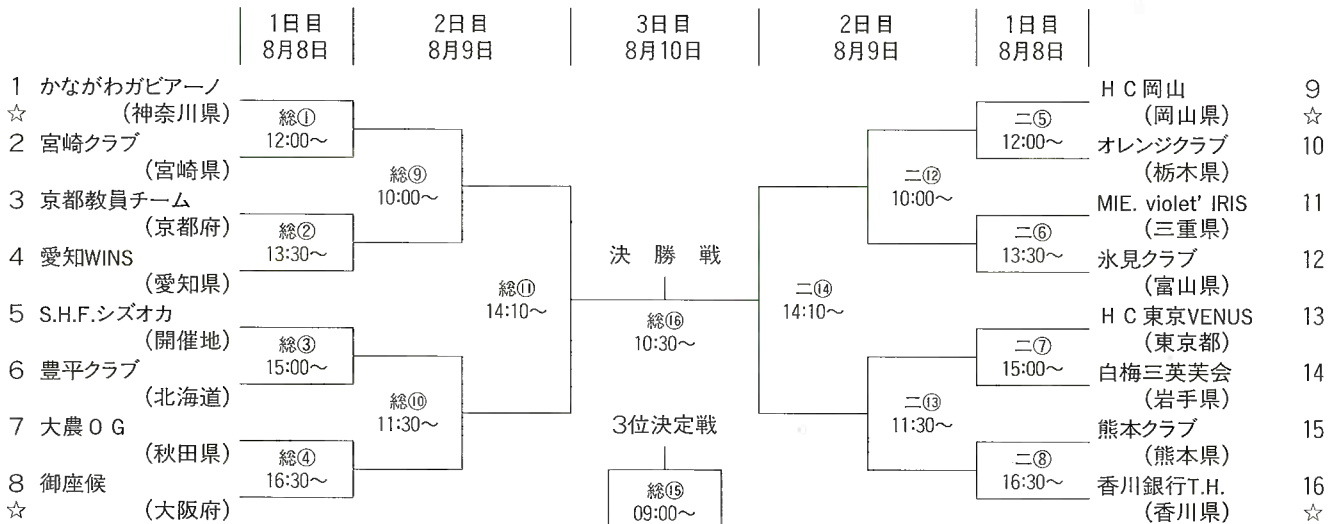 1日目
8月8日
2日目
8月9日
3日目
8月10日
2日目
8月9日
1日目
8月8日
1 かながわガビアーノ
☆ (神奈川県)
2 宮崎クラブ
(宮崎県)
3 京都教員チーム
(京都府)
4 愛知WINS
(愛知県)
5 S.H.F.シズオカ
(開催地)
6 豊平クラブ
(北海道)
7 大農OG
(秋田県)
8 御座候
☆ (大阪府)
総①
12:00～
総②
13:30～
総③
15:00～
総④
16:30～
総⑨
10:00～
総⑩
11:30～
総⑪
14:10～
決勝戦
総⑯
10:30～
3位決定戦
総⑮
09:00～
二⑭
14:10～
二⑫
10:00～
二⑬
11:30～
二⑤
12:00～
二⑥
13:30～
二⑦
15:00～
二⑧
16:30～
HC岡山 9
(岡山県) ☆
オレンジクラブ 10
(栃木県)
MIE. violet' IRIS 11
(三重県)
氷見クラブ 12
(富山県)
HC東京VENUS 13
(東京都)
白梅三英芙会 14
(岩手県)
熊本クラブ 15
(熊本県)
香川銀行T.H. 16
(香川県) ☆